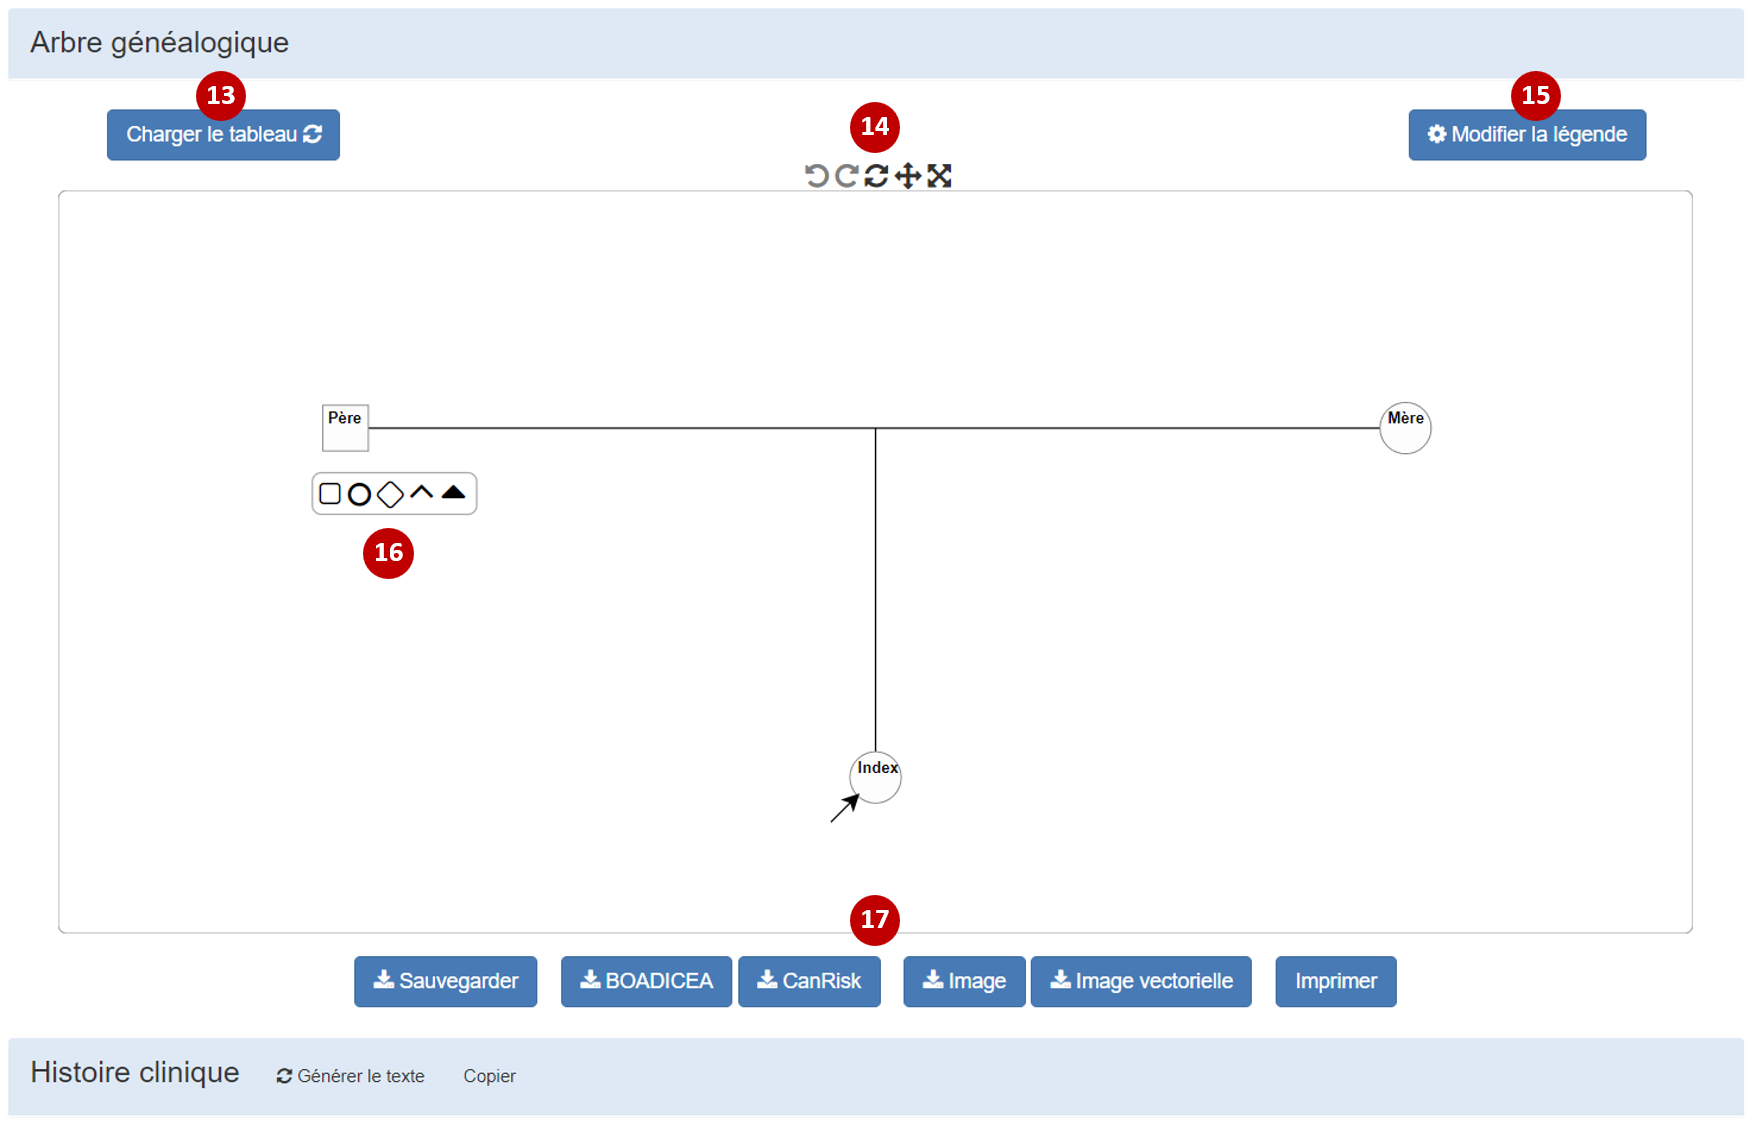 Arbre généalogique
13
14
15
Charger le tableau
Modifier la légende
Père
Mère
16
Index
17
Sauvegarder
BOADICEA
CanRisk
Image
Image vectorielle
Imprimer
Histoire clinique
Générer le texte
Copier